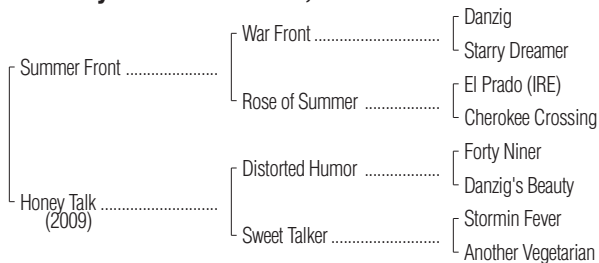 Danzig
War Front
Starry Dreamer
Summer Front
El Prado (IRE)
Rose of Summer
Cherokee Crossing
Forty Niner
Distorted Humor
Danzig's Beauty
Honey Talk
(2009)
Stormin Fever
Sweet Talker
Another Vegetarian